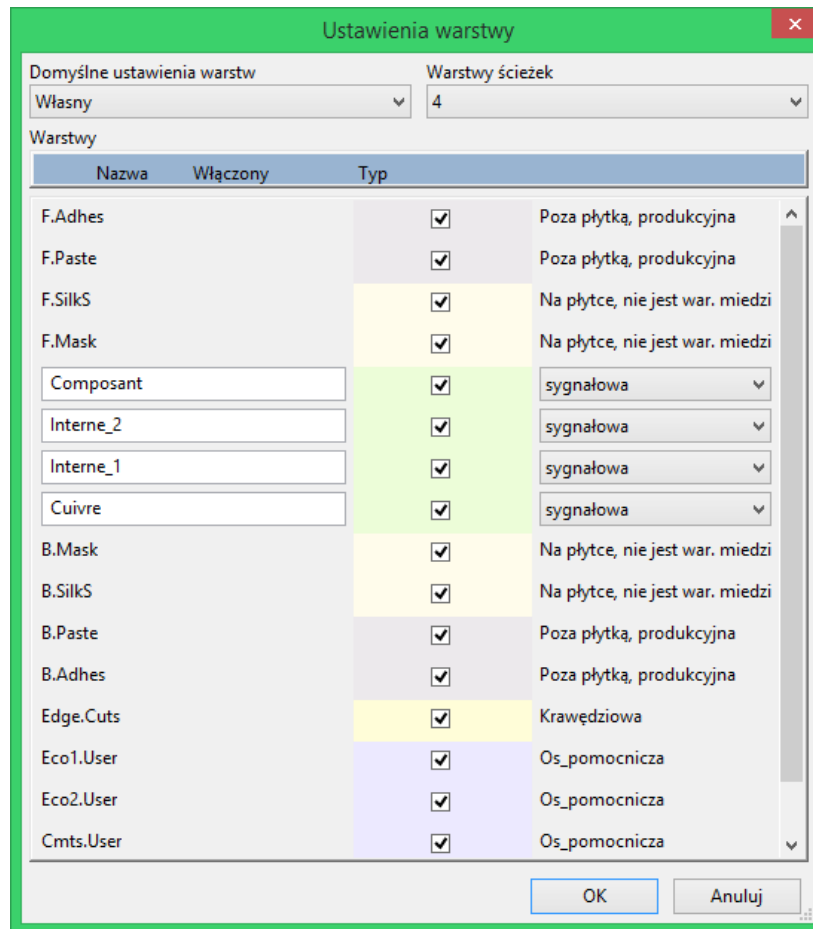 Ustawienia warstwy
Domyślne ustawienia warstw Warstwy ścieżek
Własny 4
Warstwy
Nazwa Włączony Typ
F.Adhes Poza płytką, produkcyjna
F.Paste Poza płytką, produkcyjna
F.SilkS Na płytce, nie jest war. miedzi
F.Mask Na płytce, nie jest war. miedzi
Composant sygnałowa
Interne_2 sygnałowa
Interne_1 sygnałowa
Cuivre sygnałowa
B.Mask Na płytce, nie jest war. miedzi
B.SilkS Na płytce, nie jest war. miedzi
B.Paste Poza płytką, produkcyjna
B.Adhes Poza płytką, produkcyjna
Edge.Cuts Krawędziowa
Eco1.User Os_pomocnicza
Eco2.User Os_pomocnicza
Cmts.User Os_pomocnicza
OK Anuluj